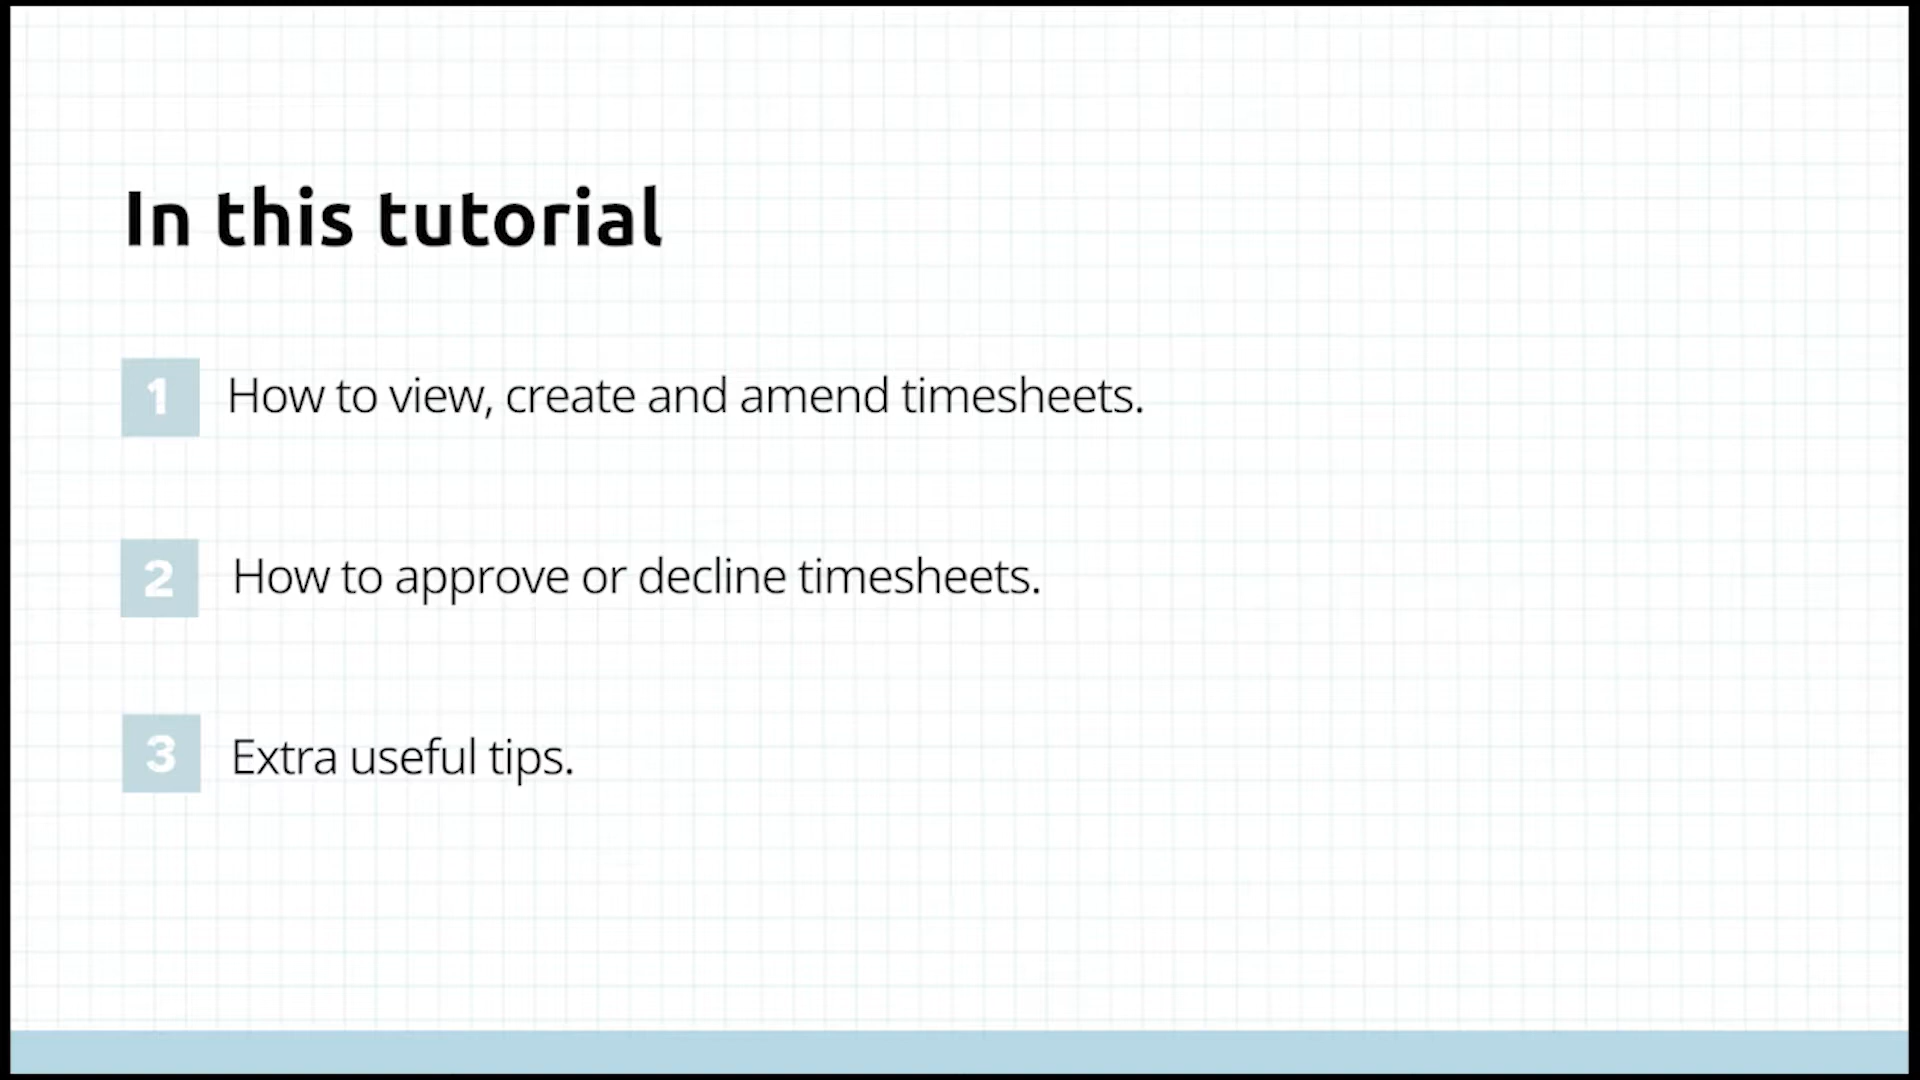 In this tutorial
1 How to view, create and amend timesheets.
2 How to approve or decline timesheets.
3 Extra useful tips.